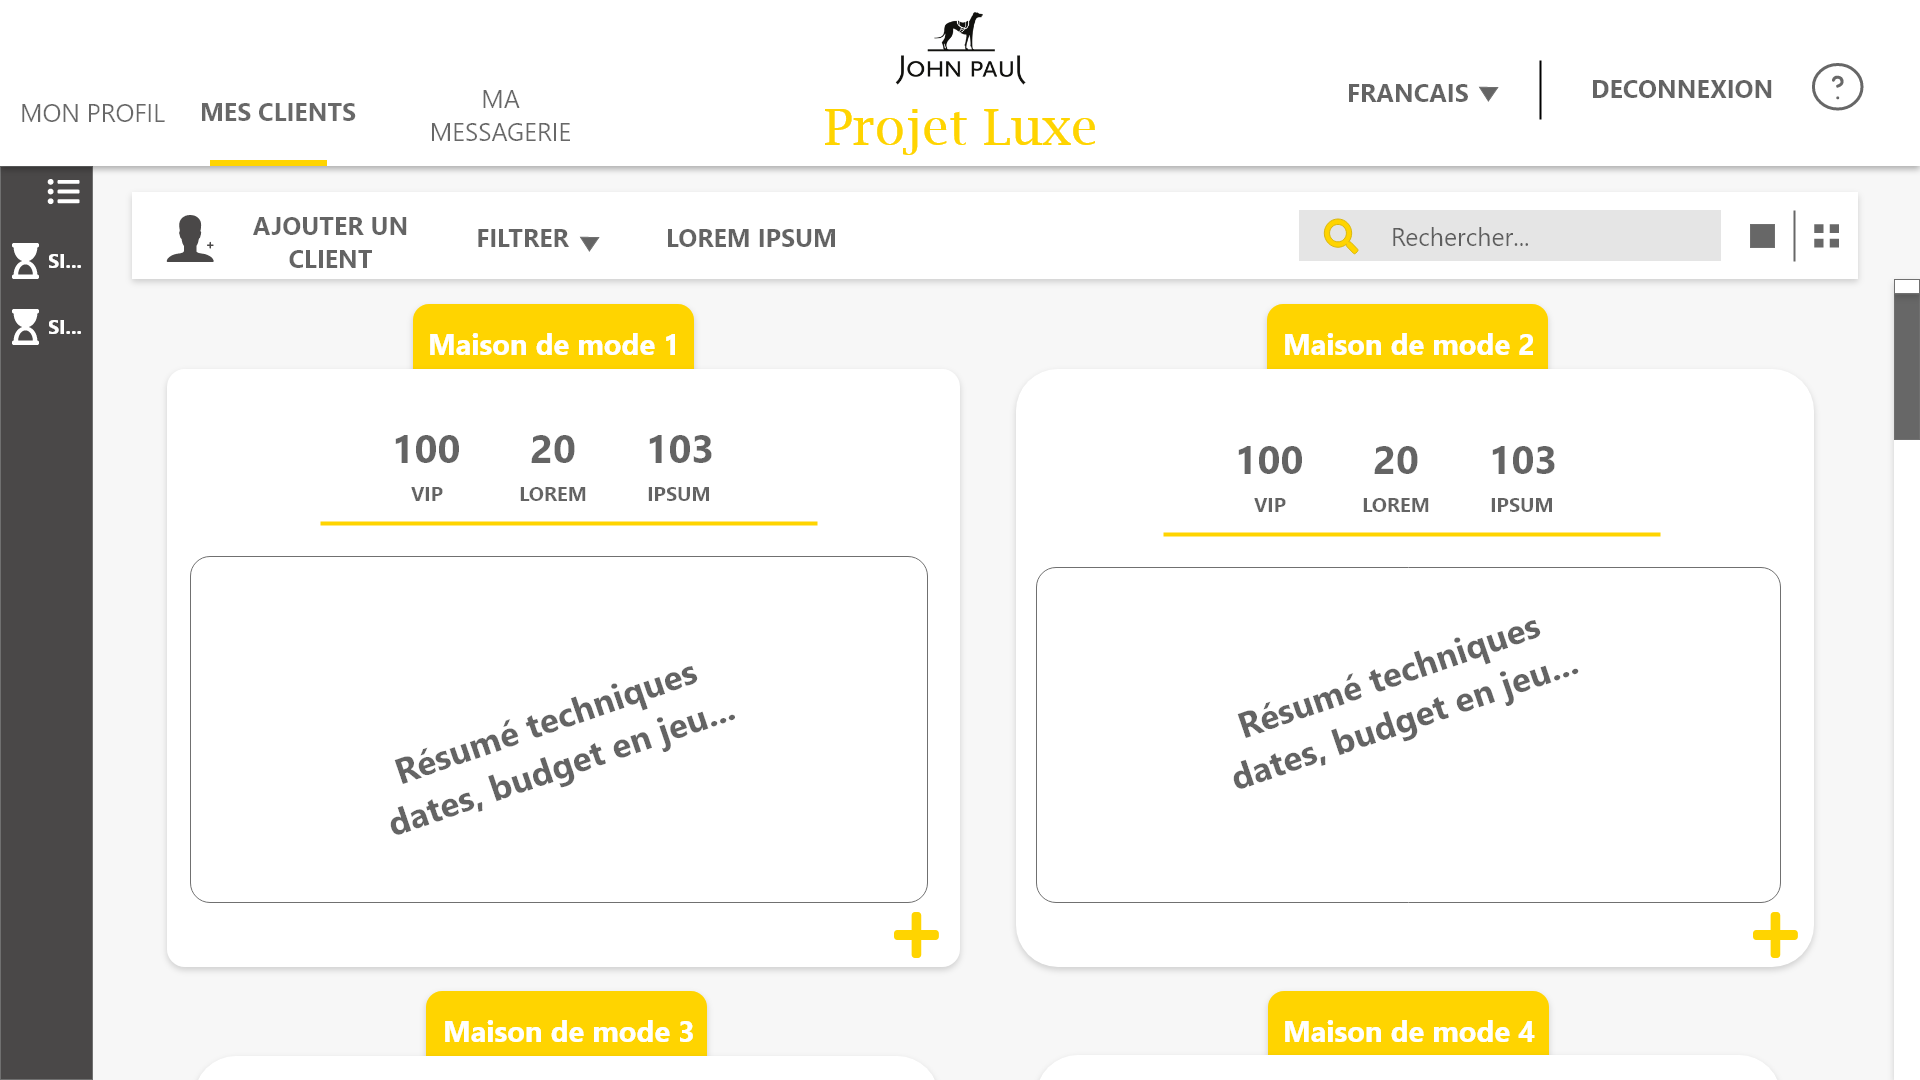 JOHN PAUL
Projet Luxe
MON PROFIL
MES CLIENTS
MA
MESSAGERIE
FRANCAIS
DECONNEXION
?
SI...
SI...
AJOUTER UN
CLIENT
FILTRER
LOREM IPSUM
Rechercher...
Maison de mode 1
100 20 103
VIP LOREM IPSUM
Résumé techniques
dates, budget en jeu...
Maison de mode 2
100 20 103
VIP LOREM IPSUM
Résumé techniques
dates, budget en jeu...
Maison de mode 3
Maison de mode 4